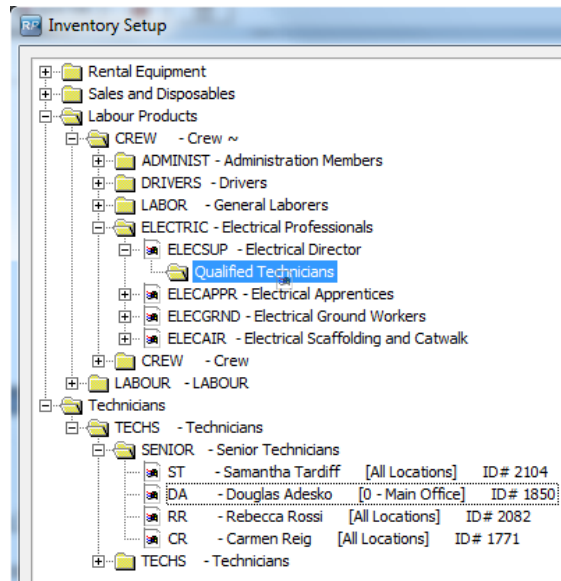 RP Inventory Setup
Rental Equipment
Sales and Disposables
Labour Products
CREW - Crew ~
ADMINIST - Administration Members
DRIVERS - Drivers
LABOR - General Laborers
ELECTRIC - Electrical Professionals
ELECSUP - Electrical Director
Qualified Technicians
ELECAPPR - Electrical Apprentices
ELECGRND - Electrical Ground Workers
ELECAIR - Electrical Scaffolding and Catwalk
CREW - Crew
LABOUR - LABOUR
Technicians
TECHS - Technicians
SENIOR - Senior Technicians
ST - Samantha Tardiff [All Locations] ID# 2104
DA - Douglas Adesko [0 - Main Office] ID# 1850
RR - Rebecca Rossi [All Locations] ID# 2082
CR - Carmen Reig [All Locations] ID# 1771
TECHS - Technicians